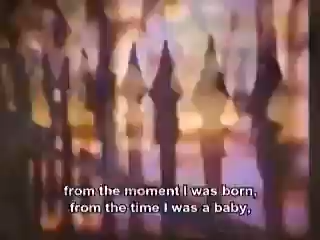 from the moment I was born,
from the time I was a baby,